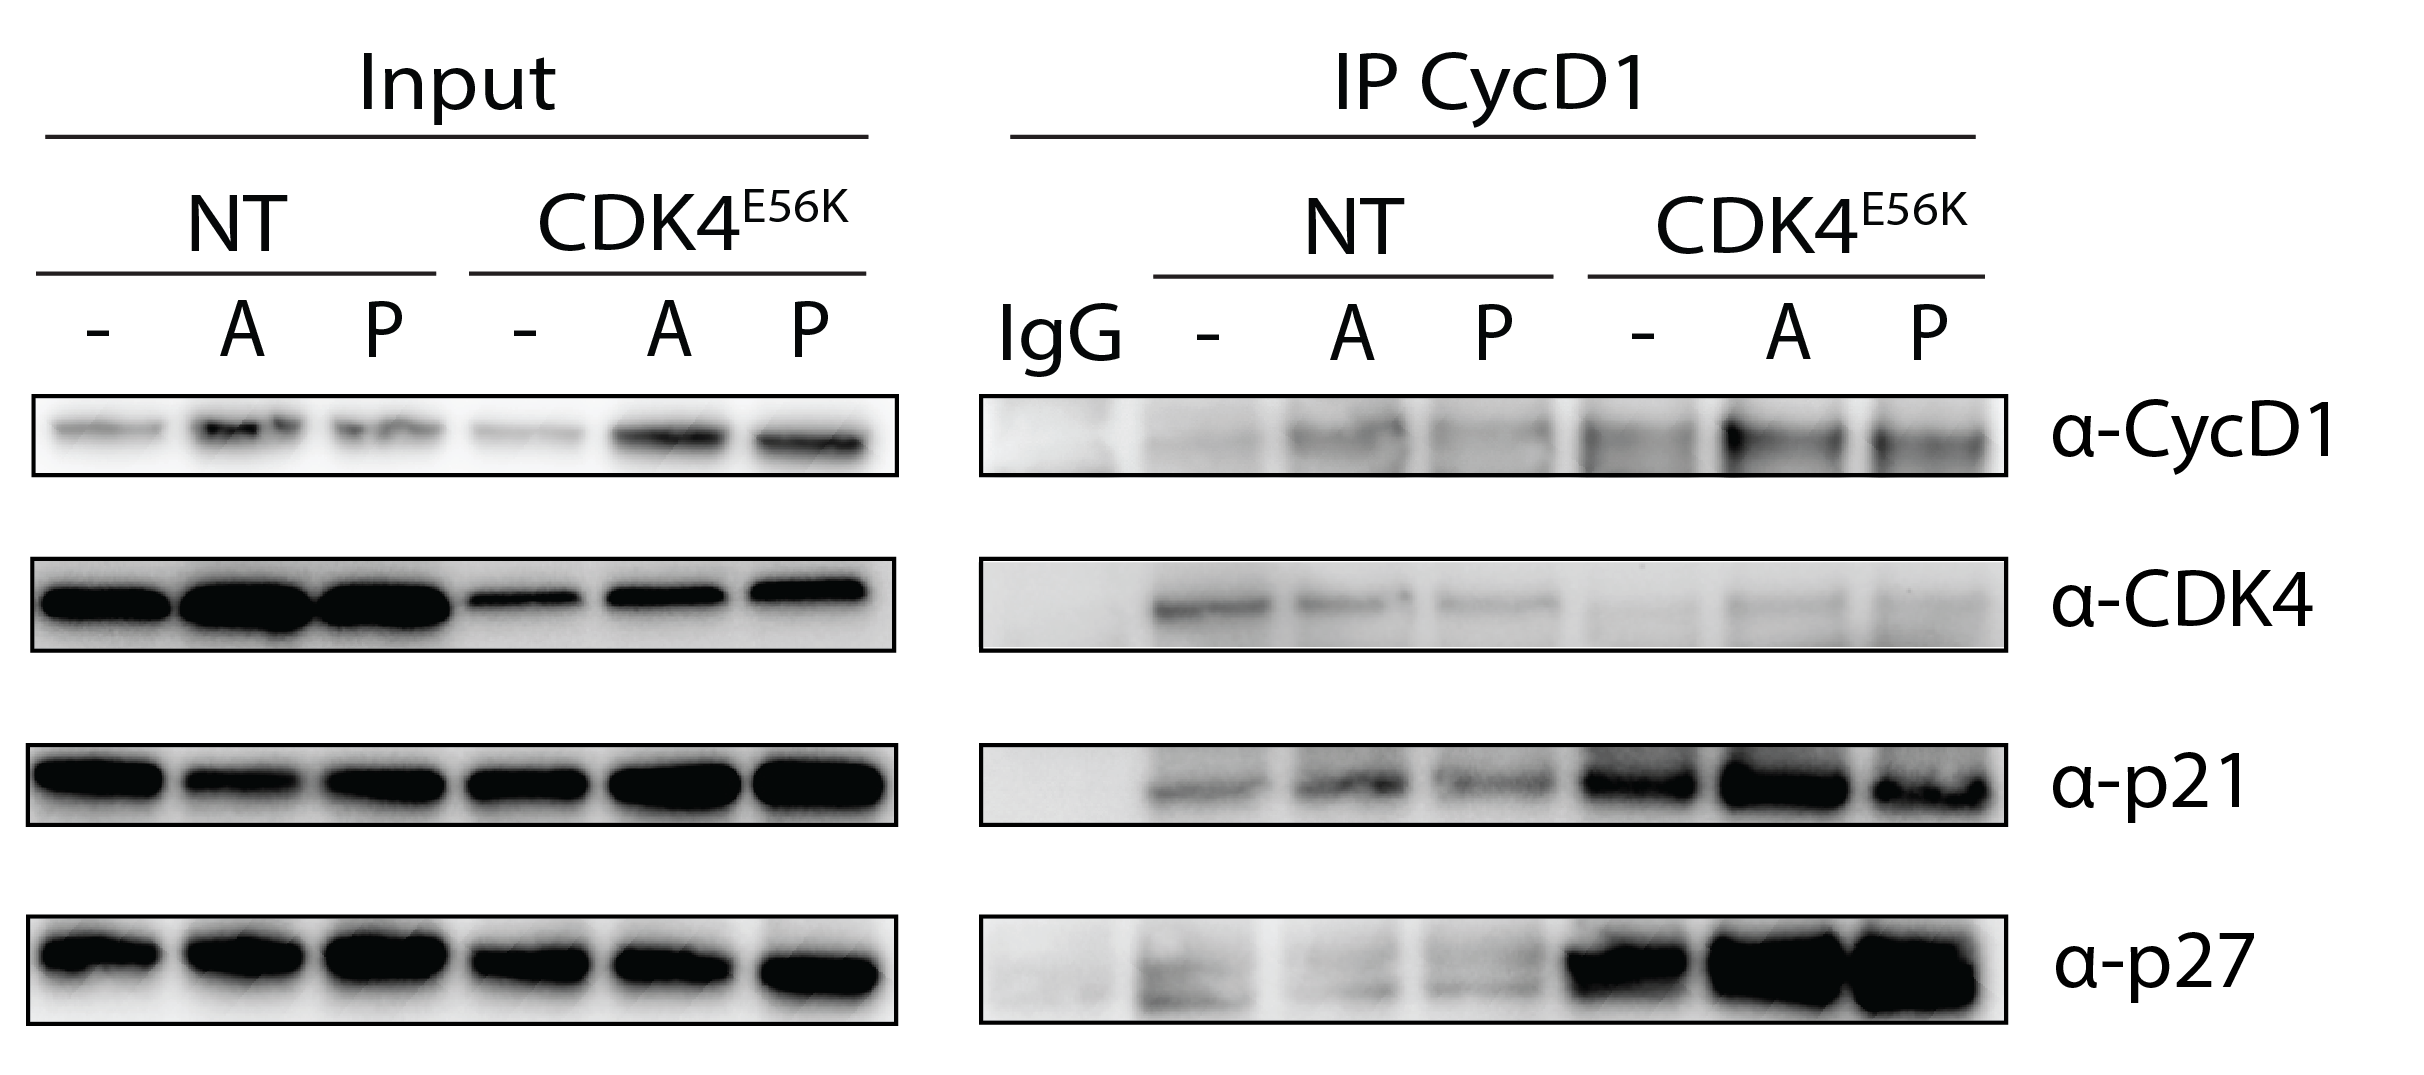 Input IP CycD1
NT CDK4E56K NT CDK4E56K
- A P - A P IgG - A P - A P
α-CycD1
α-CDK4
α-p21
α-p27